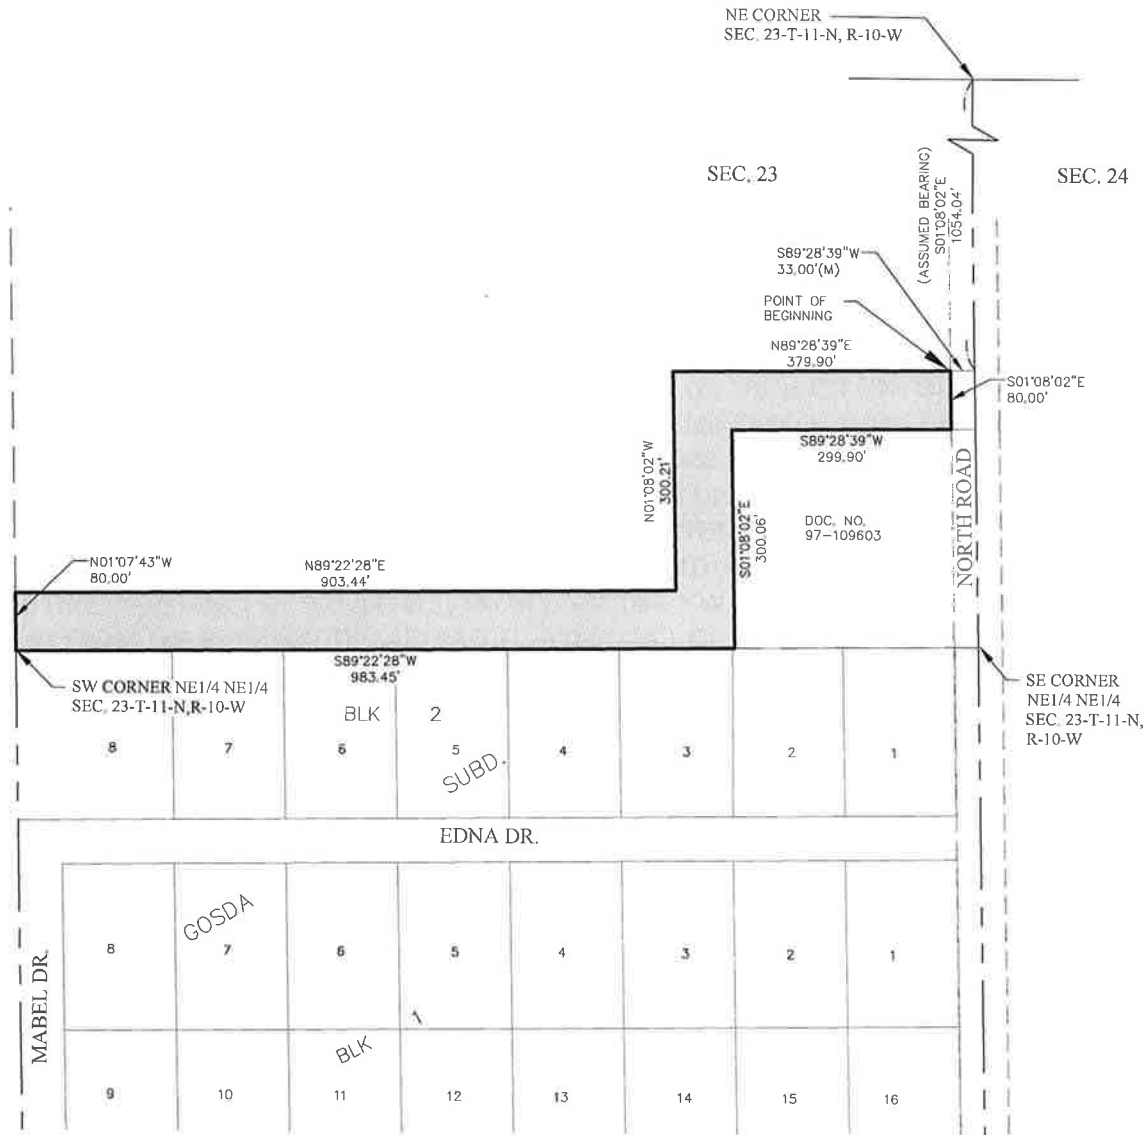 NE CORNER
SEC. 23-T-11-N, R-10-W
SEC. 23
SEC. 24
(ASSUMED BEARING)
S01°08'02"E
1054.04'
S89°28'39"W
33.00'(M)
POINT OF
BEGINNING
N89°28'39"E
379.90'
S01°08'02"E
80.00'
S89°28'39"W
299.90'
N01°08'02"W
300.21'
S01°08'02"E
300.06'
DOC. NO.
97-109603
NORTH ROAD
N01°07'43"W
80.00'
N89°22'28"E
903.44'
S89°22'28"W
983.45'
SW CORNER NE1/4 NE1/4
SEC. 23-T-11-N,R-10-W
SE CORNER
NE1/4 NE1/4
SEC. 23-T-11-N,
R-10-W
BLK 2
8 7 6 5 4 3 2 1
SUBD.
EDNA DR.
GOSDA
8 7 6 5 4 3 2 1
MABEL DR.
1
BLK
9 10 11 12 13 14 15 16